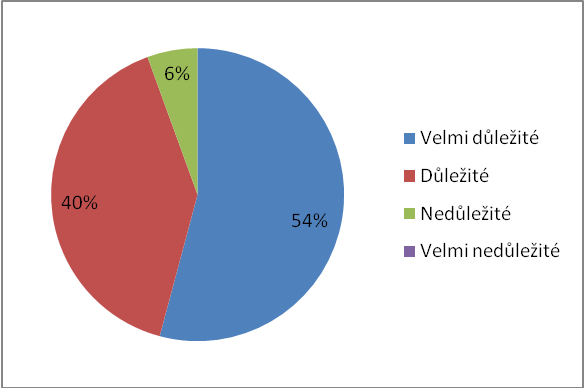 6%
40%
54%
Velmi důležité
Důležité
Nedůležité
Velmi nedůležité